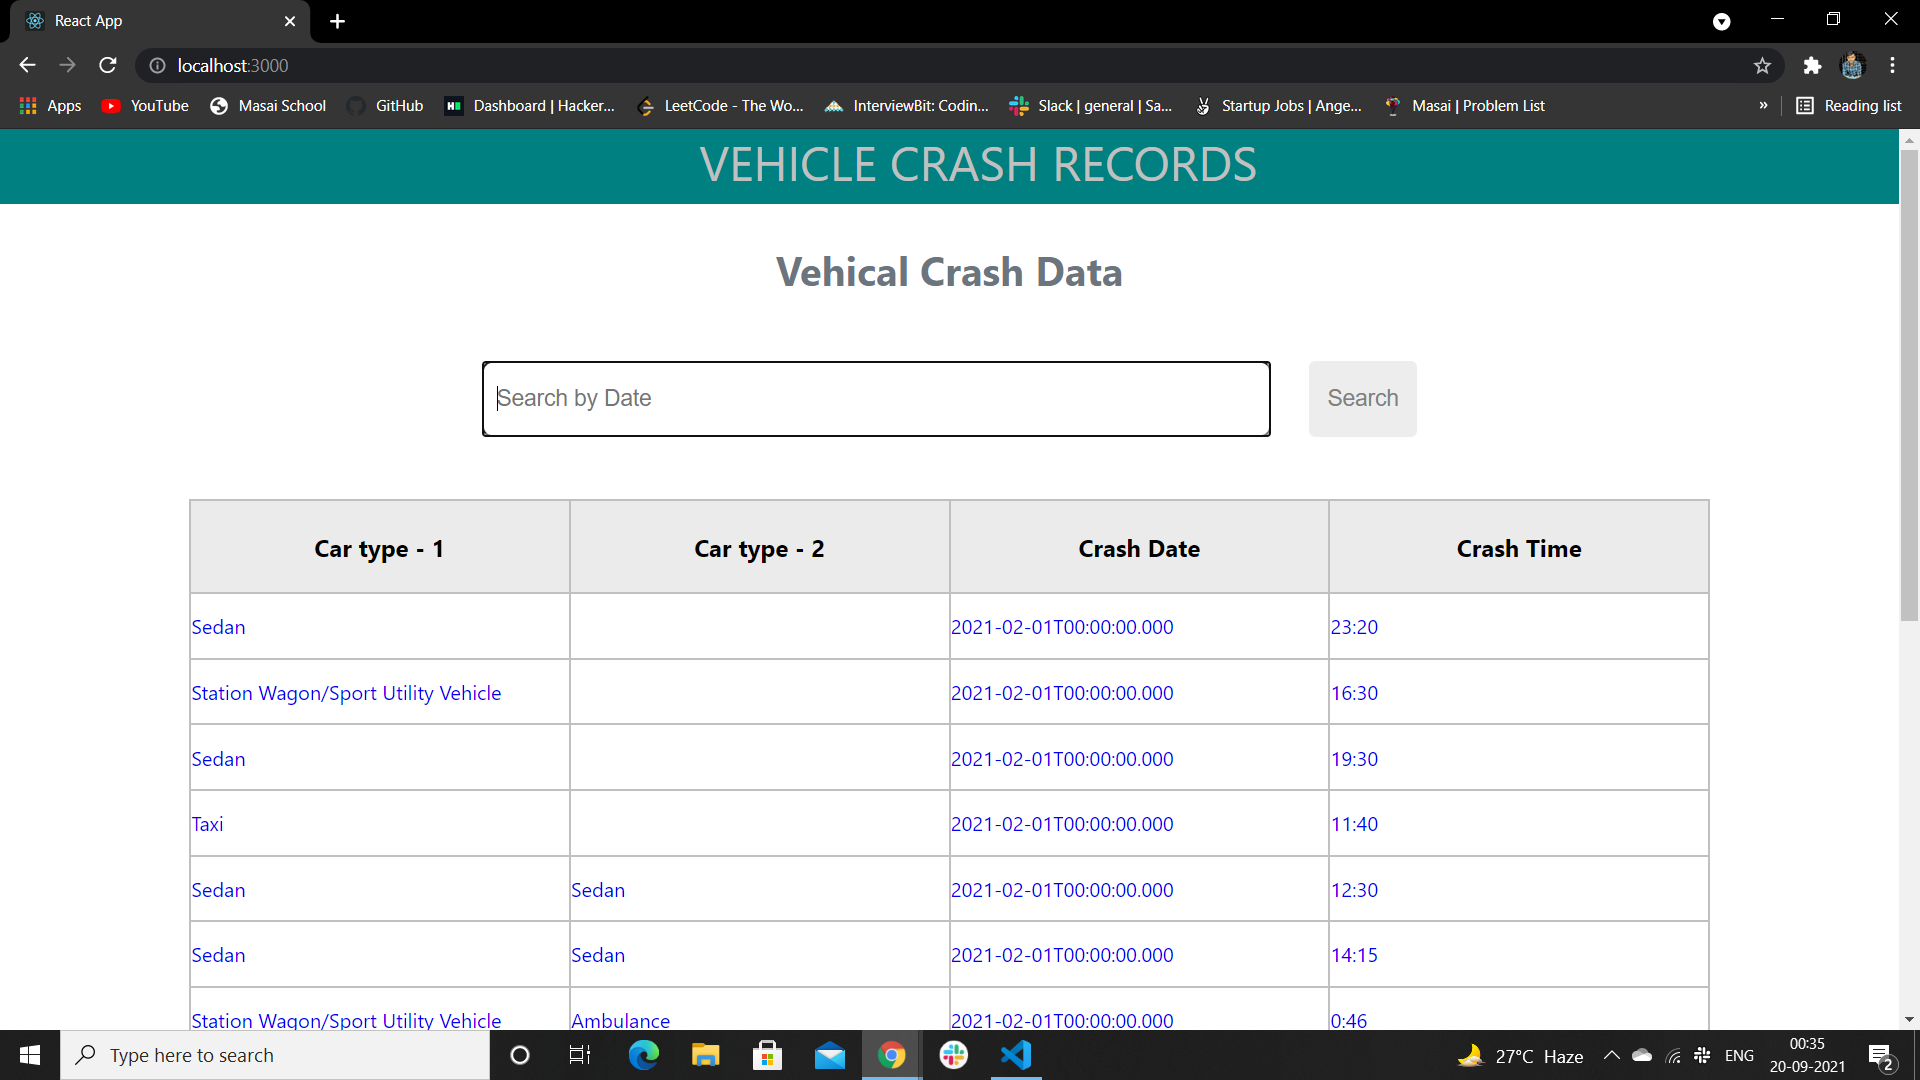 React App
localhost:3000
Apps YouTube Masai School GitHub Dashboard | Hacker... LeetCode - The Wo... InterviewBit: Codin... Slack | general | Sa... Startup Jobs | Ange... Masai | Problem List » Reading list
VEHICLE CRASH RECORDS
Vehical Crash Data
Search by Date Search
Car type - 1 Car type - 2 Crash Date Crash Time
Sedan 2021-02-01T00:00:00.000 23:20
Station Wagon/Sport Utility Vehicle 2021-02-01T00:00:00.000 16:30
Sedan 2021-02-01T00:00:00.000 19:30
Taxi 2021-02-01T00:00:00.000 11:40
Sedan Sedan 2021-02-01T00:00:00.000 12:30
Sedan Sedan 2021-02-01T00:00:00.000 14:15
Station Wagon/Sport Utility Vehicle Ambulance 2021-02-01T00:00:00.000 0:46
Type here to search 27°C Haze ENG 00:35
20-09-2021 2